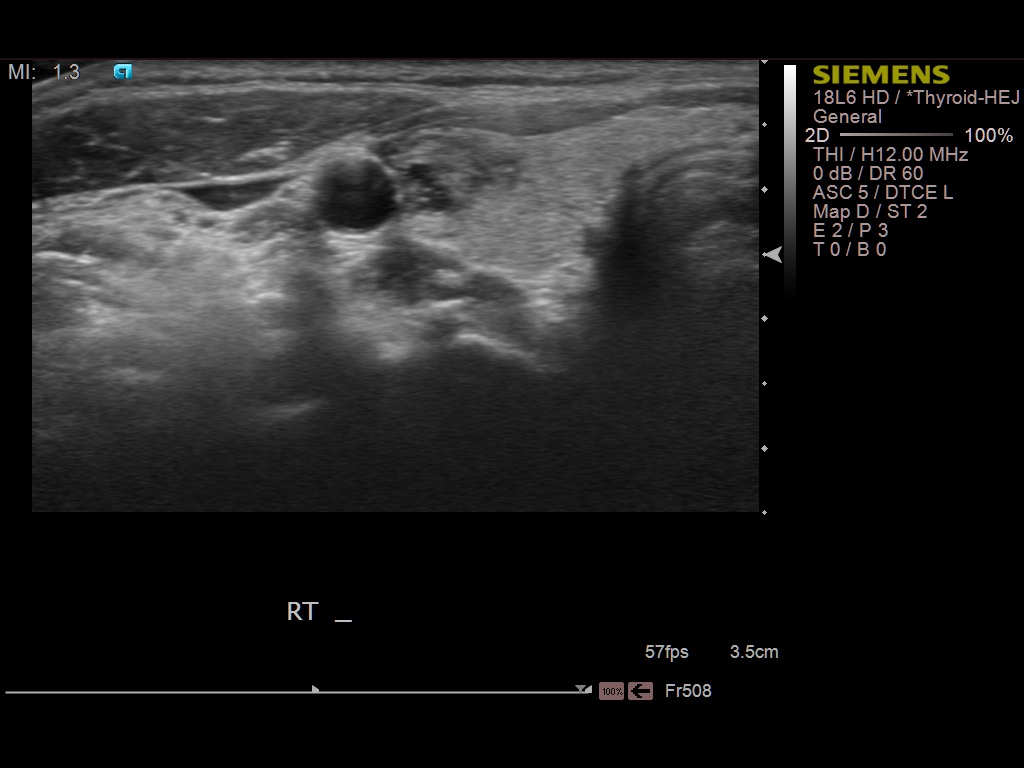 MI: 1.3
SIEMENS
18L6 HD / *Thyroid-HEJ
General
2D 100%
THI / H12.00 MHz
0 dB / DR 60
ASC 5 / DTCE L
Map D / ST 2
E 2 / P 3
T 0 / B 0
RT _
57fps 3.5cm
100% Fr508